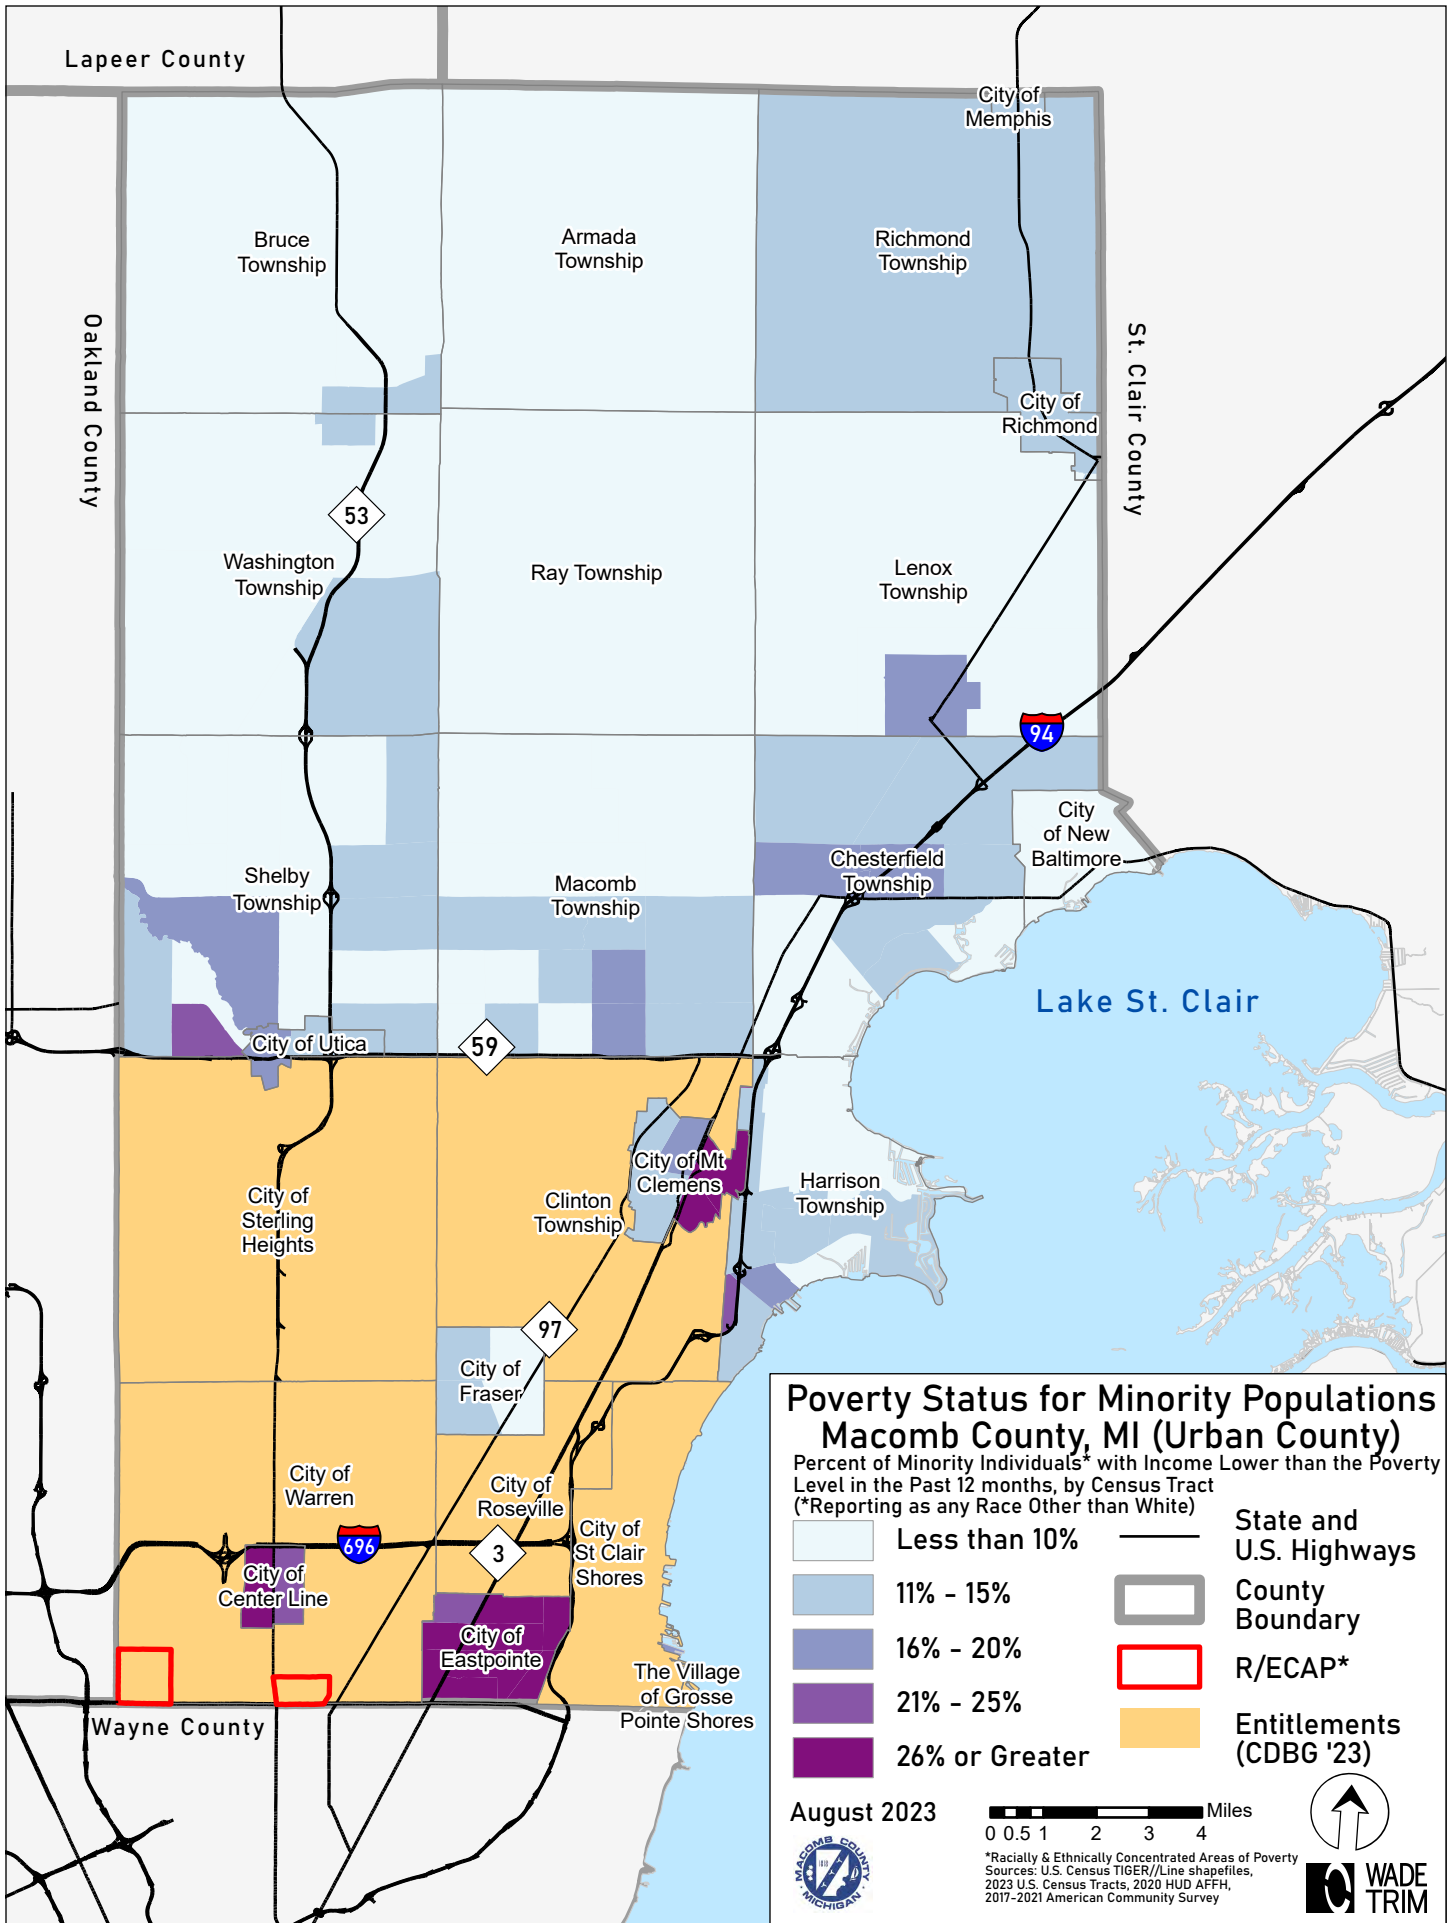 Lapeer County
City of
Memphis
Bruce
Township
Armada
Township
Richmond
Township
Oakland County
St. Clair County
City of
Richmond
53
Washington
Township
Ray Township
Lenox
Township
94
City
of New
Baltimore
Chesterfield
Township
Shelby
Township
Macomb
Township
Lake St. Clair
City of Utica
59
City of Mt
Clemens
Harrison
Township
City of
Sterling
Heights
Clinton
Township
97
City of
Fraser
City of
Warren
City of
Roseville
696
3
City of
St Clair
Shores
City of
Center Line
City of
Eastpointe
The Village
of Grosse
Pointe Shores
Wayne County
Poverty Status for Minority Populations
Macomb County, MI (Urban County)
Percent of Minority Individuals* with Income Lower than the Poverty
Level in the Past 12 months, by Census Tract
(*Reporting as any Race Other than White)
Less than 10%
11% - 15%
16% - 20%
21% - 25%
26% or Greater
State and
U.S. Highways
County
Boundary
R/ECAP*
Entitlements
(CDBG '23)
August 2023
Miles
0 0.5 1 2 3 4
*Racially & Ethnically Concentrated Areas of Poverty
Sources: U.S. Census TIGER//Line shapefiles,
2023 U.S. Census Tracts, 2020 HUD AFFH,
2017-2021 American Community Survey
MACOMB COUNTY
MICHIGAN
WADE
TRIM